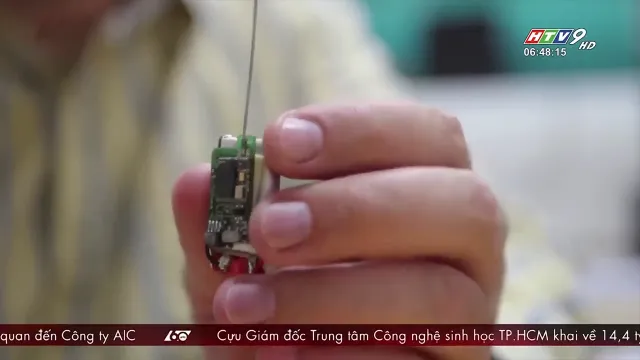 HTV9 HD
06:48:15
quan đến Công ty AIC 60 Cựu Giám đốc Trung tâm Công nghệ sinh học TP.HCM khai về 14,4 t